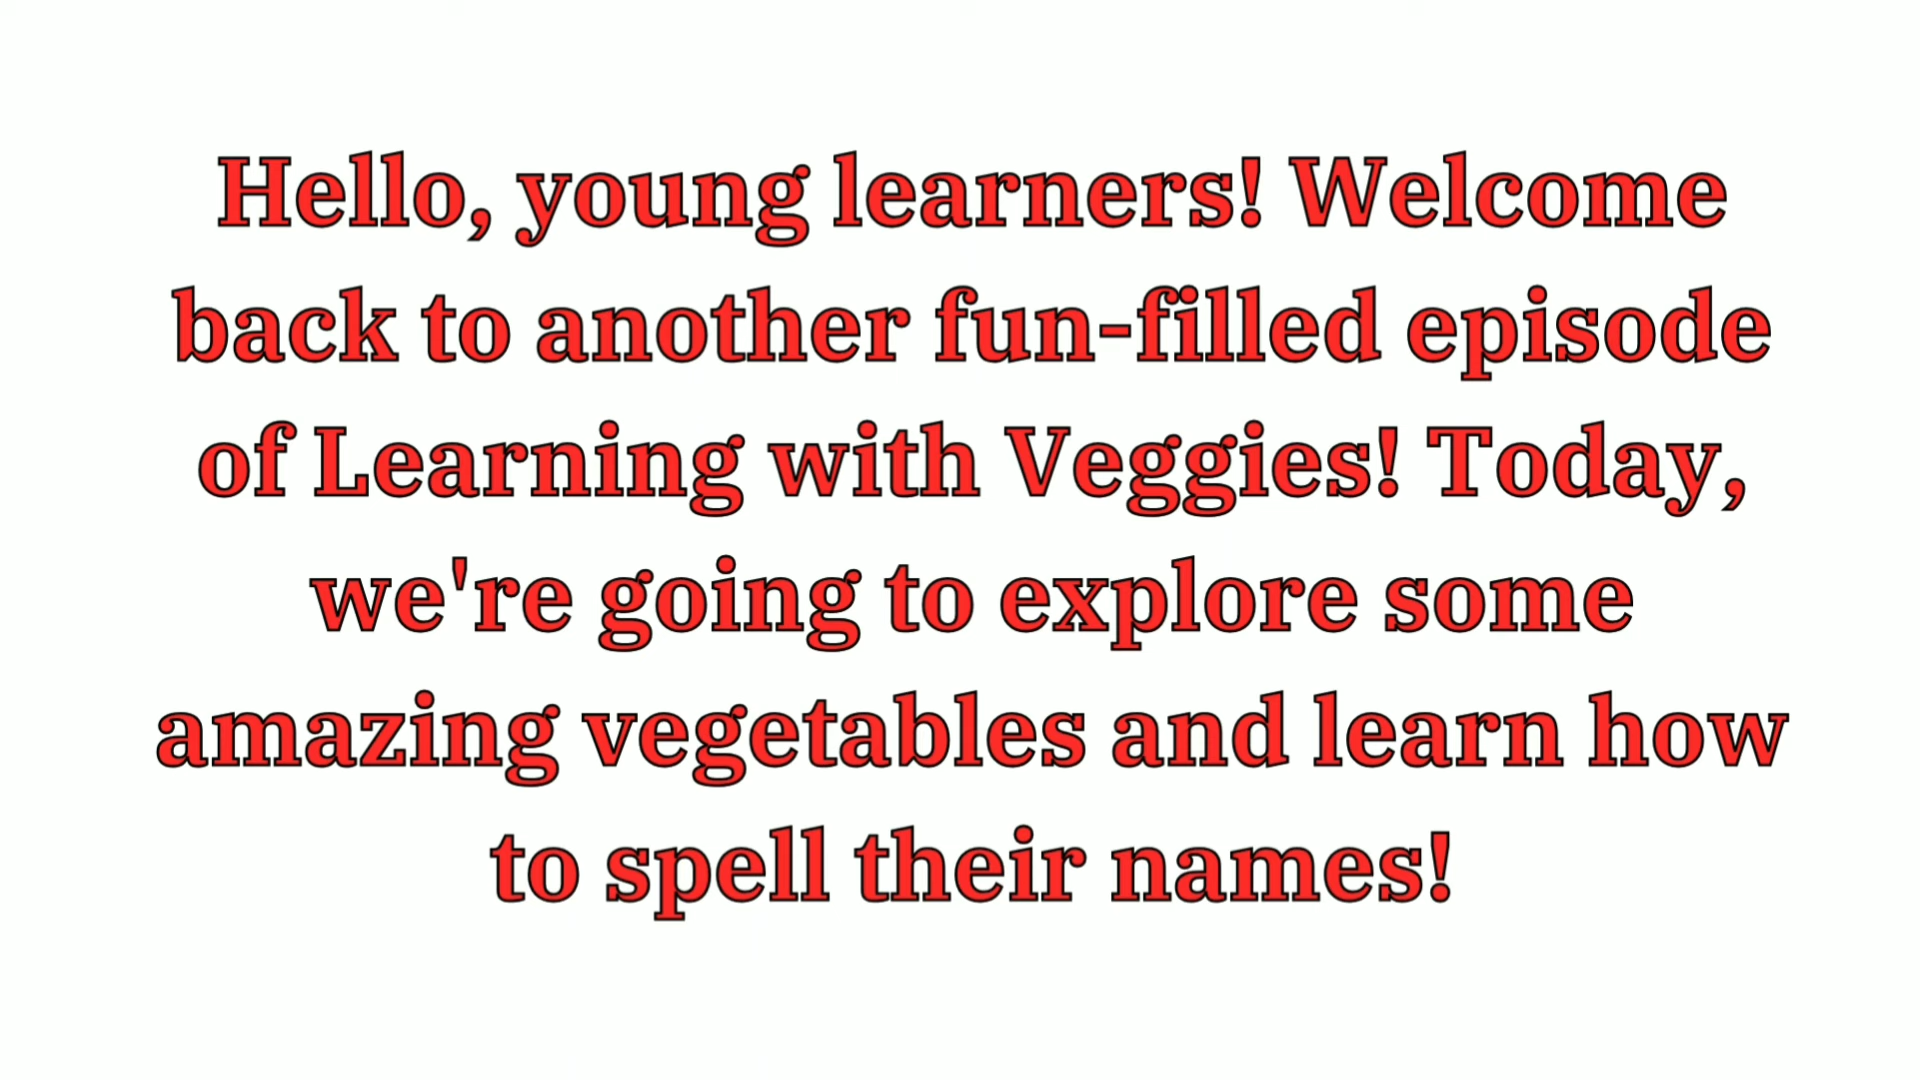 Hello, young learners! Welcome
back to another fun-filled episode
of Learning with Veggies! Today,
we're going to explore some
amazing vegetables and learn how
to spell their names!